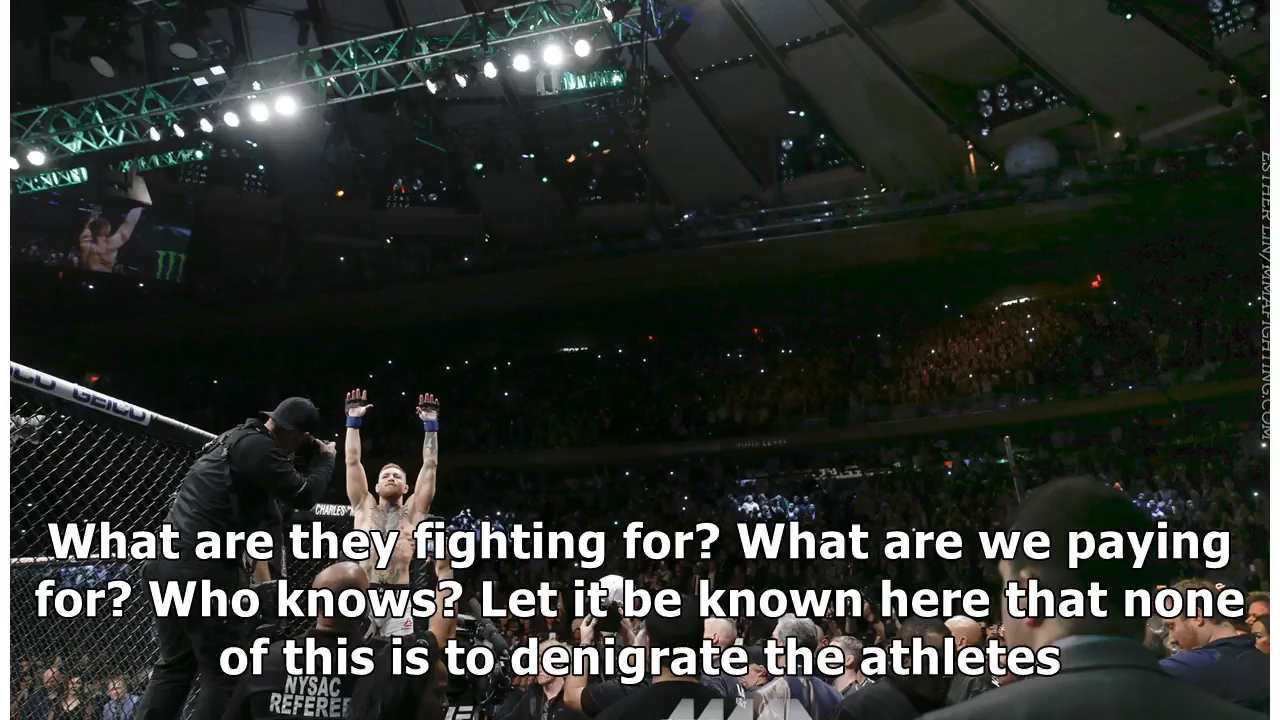 GEICO
ESTHER LIN/MMAFIGHTING.COM
What are they fighting for? What are we paying
for? Who knows? Let it be known here that none
of this is to denigrate the athletes
NYSAC
REFEREE